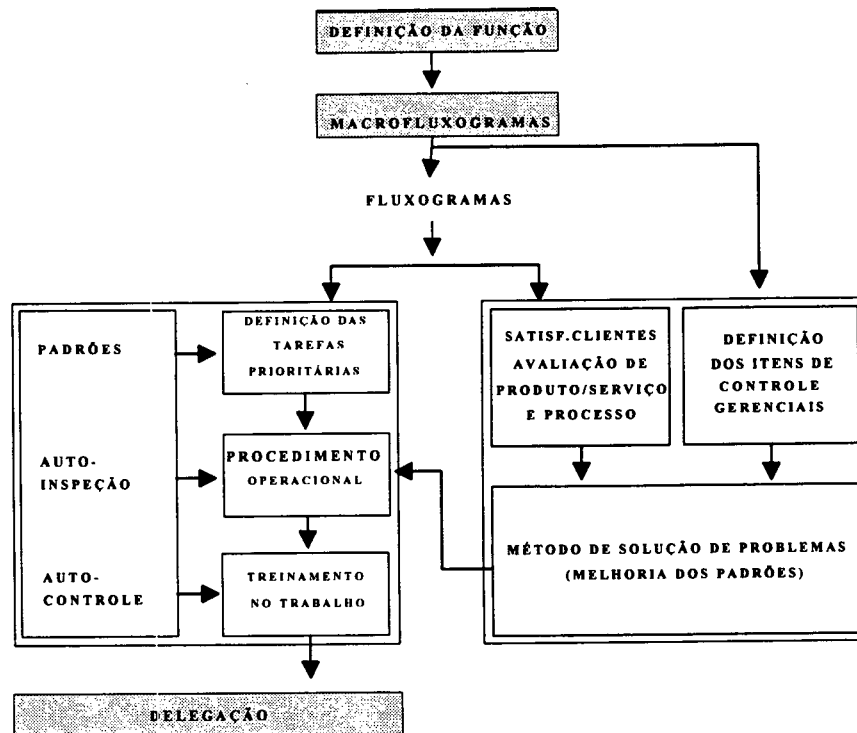 DEFINIÇÃO DA FUNÇÃO
MACROFLUXOGRAMAS
FLUXOGRAMAS
PADRÕES
AUTO-
INSPEÇÃO
AUTO-
CONTROLE
DEFINIÇÃO DAS
TAREFAS
PRIORITÁRIAS
PROCEDIMENTO
OPERACIONAL
TREINAMENTO
NO TRABALHO
SATISF.CLIENTES
AVALIAÇÃO DE
PRODUTO/SERVIÇO
E PROCESSO
DEFINIÇÃO
DOS ITENS DE
CONTROLE
GERENCIAIS
MÉTODO DE SOLUÇÃO DE PROBLEMAS
(MELHORIA DOS PADRÕES)
DELEGAÇÃO